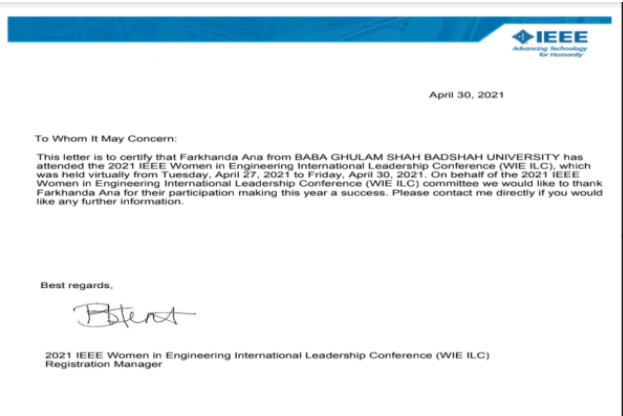 IEEE
Advancing Technology
for Humanity
April 30, 2021
To Whom It May Concern:
This letter is to certify that Farkhanda Ana from BABA GHULAM SHAH BADSHAH UNIVERSITY has
attended the 2021 IEEE Women in Engineering International Leadership Conference (WIE ILC), which
was held virtually from Tuesday, April 27, 2021 to Friday, April 30, 2021. On behalf of the 2021 IEEE
Women in Engineering International Leadership Conference (WIE ILC) committee we would like to thank
Farkhanda Ana for their participation making this year a success. Please contact me directly if you would
like any further information.
Best regards,
2021 IEEE Women in Engineering International Leadership Conference (WIE ILC)
Registration Manager